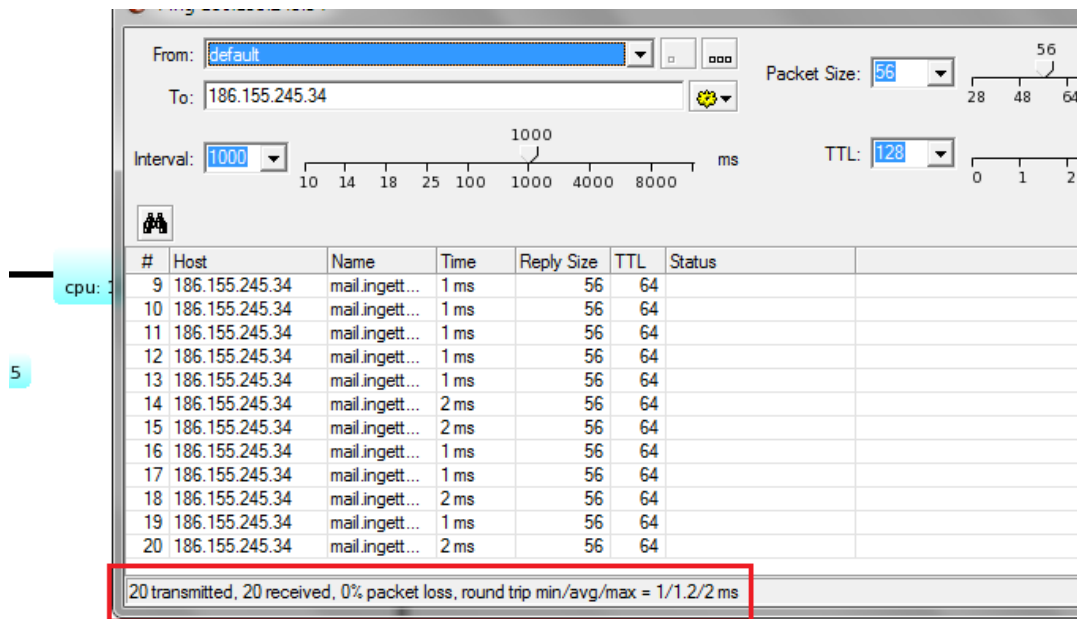 From: default
Packet Size: 56
56
28 48 64
To: 186.155.245.34
Interval: 1000
1000
10 14 18 25 100 1000 4000 8000
ms
TTL: 128
0 1 2
# Host Name Time Reply Size TTL Status
9 186.155.245.34 mail.ingett... 1 ms 56 64
10 186.155.245.34 mail.ingett... 1 ms 56 64
11 186.155.245.34 mail.ingett... 1 ms 56 64
12 186.155.245.34 mail.ingett... 1 ms 56 64
13 186.155.245.34 mail.ingett... 1 ms 56 64
14 186.155.245.34 mail.ingett... 2 ms 56 64
15 186.155.245.34 mail.ingett... 2 ms 56 64
16 186.155.245.34 mail.ingett... 1 ms 56 64
17 186.155.245.34 mail.ingett... 1 ms 56 64
18 186.155.245.34 mail.ingett... 2 ms 56 64
19 186.155.245.34 mail.ingett... 1 ms 56 64
20 186.155.245.34 mail.ingett... 2 ms 56 64
20 transmitted, 20 received, 0% packet loss, round trip min/avg/max = 1/1.2/2 ms
cpu:
5